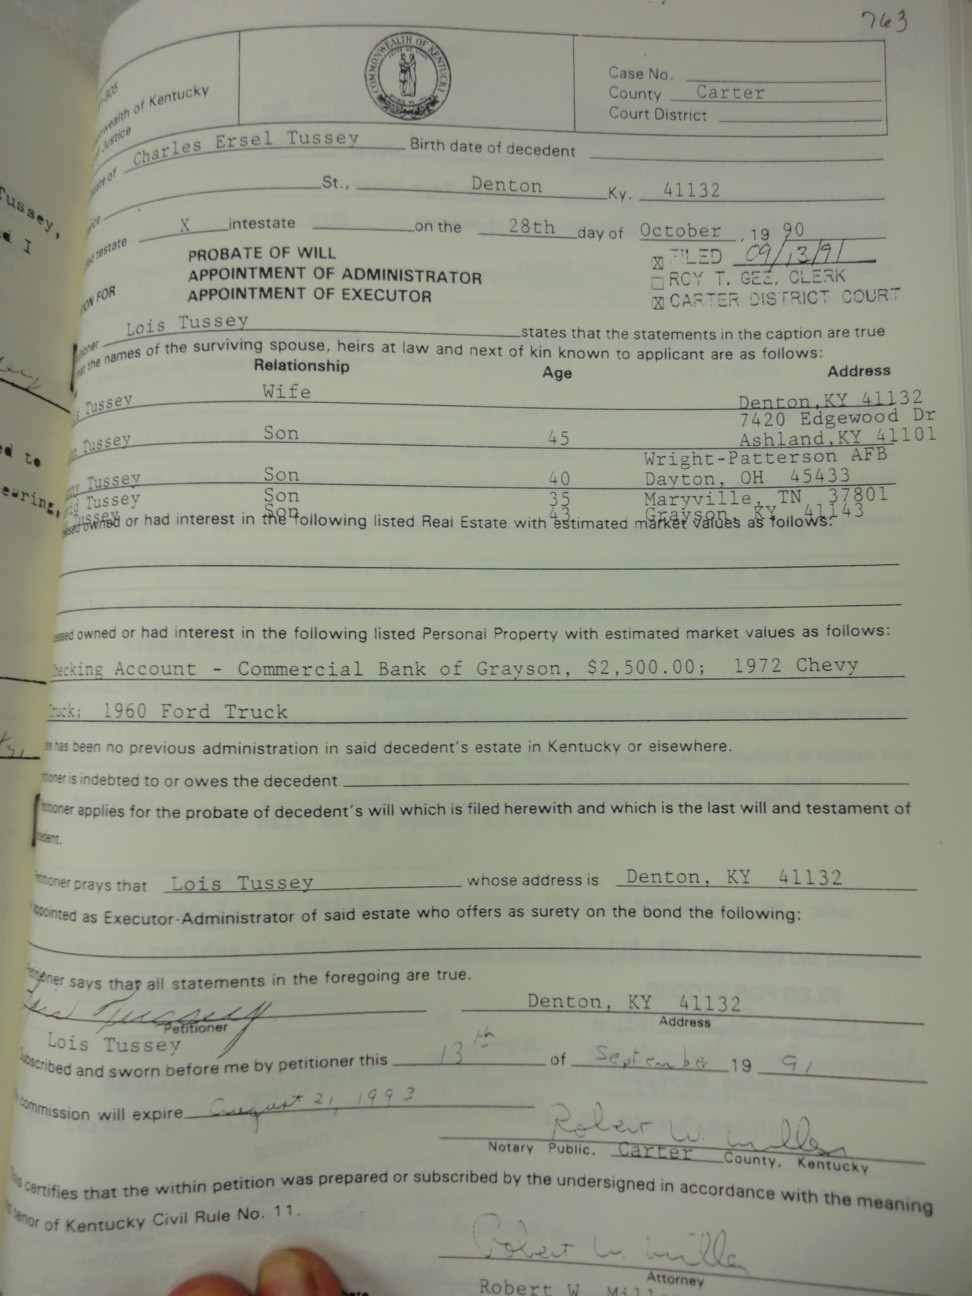 763
-805
wealth of Kentucky
Justice
COMMONWEALTH OF KENTUCKY
Case No.
County Carter
Court District
of Charles Ersel Tussey Birth date of decedent
St., Denton Ky. 41132
testate X intestate on the 28th day of October , 19 90
FOR
PROBATE OF WILL
APPOINTMENT OF ADMINISTRATOR
APPOINTMENT OF EXECUTOR
X FILED 09/13/91
ROY T. GEE, CLERK
X CARTER DISTRICT COURT
Lois Tussey states that the statements in the caption are true
the names of the surviving spouse, heirs at law and next of kin known to applicant are as follows:
Relationship Age Address
Tussey Wife Denton,KY 41132
7420 Edgewood Dr
Tussey Son 45 Ashland,KY 41101
Wright-Patterson AFB
Tussey Son 40 Dayton, OH 45433
Tussey Son 35 Maryville, TN 37801
Tussey Son 43 Grayson, KY 41143
owned or had interest in the following listed Real Estate with estimated market values as follows:
owned or had interest in the following listed Personal Property with estimated market values as follows:
Checking Account - Commercial Bank of Grayson, $2,500.00; 1972 Chevy
Truck; 1960 Ford Truck
has been no previous administration in said decedent's estate in Kentucky or elsewhere.
is indebted to or owes the decedent
applies for the probate of decedent's will which is filed herewith and which is the last will and testament of
prays that Lois Tussey whose address is Denton, KY 41132
appointed as Executor-Administrator of said estate who offers as surety on the bond the following:
says that all statements in the foregoing are true.
Lois Tussey Denton, KY 41132
Petitioner Address
Lois Tussey
Subscribed and sworn before me by petitioner this 13th of September 19 91
commission will expire August 21, 1993
Robert W. Miller
Notary Public, Carter County, Kentucky
certifies that the within petition was prepared or subscribed by the undersigned in accordance with the meaning
tenor of Kentucky Civil Rule No. 11.
Robert W. Miller
Attorney
Robert W.
Tussey,
I
to